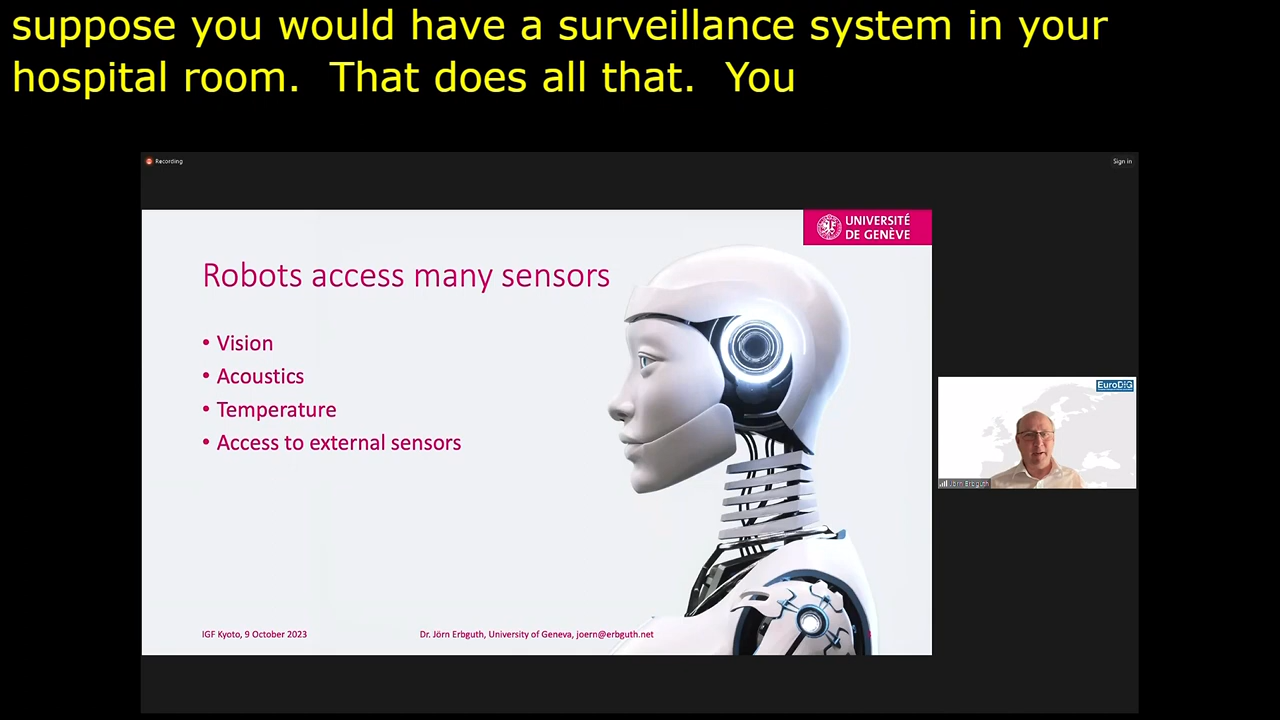 suppose you would have a surveillance system in your
hospital room.  That does all that.  You
Recording
Sign in
UNIVERSITÉ
DE GENÈVE
Robots access many sensors
• Vision
• Acoustics
• Temperature
• Access to external sensors
EuroDIG
Jörn Erbguth
IGF Kyoto, 9 October 2023
Dr. Jörn Erbguth, University of Geneva, joern@erbguth.net